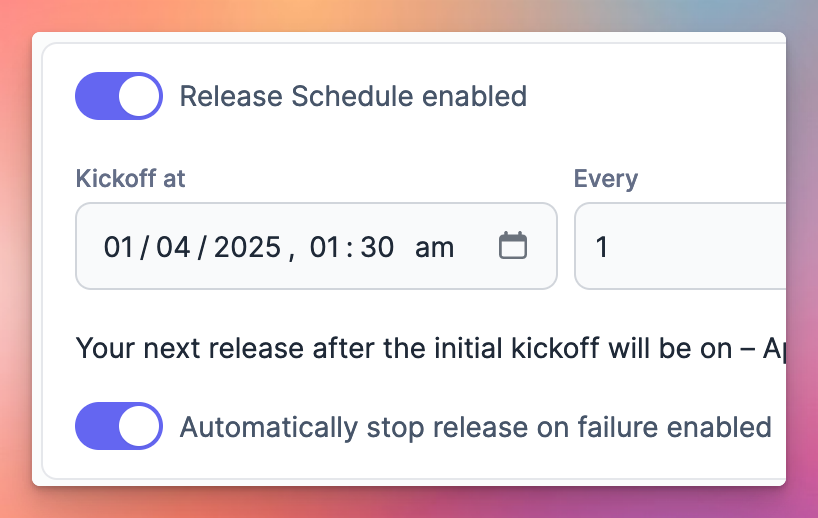 Release Schedule enabled
Kickoff at
Every
01/04/2025, 01:30 am
1
Your next release after the initial kickoff will be on –
Automatically stop release on failure enabled